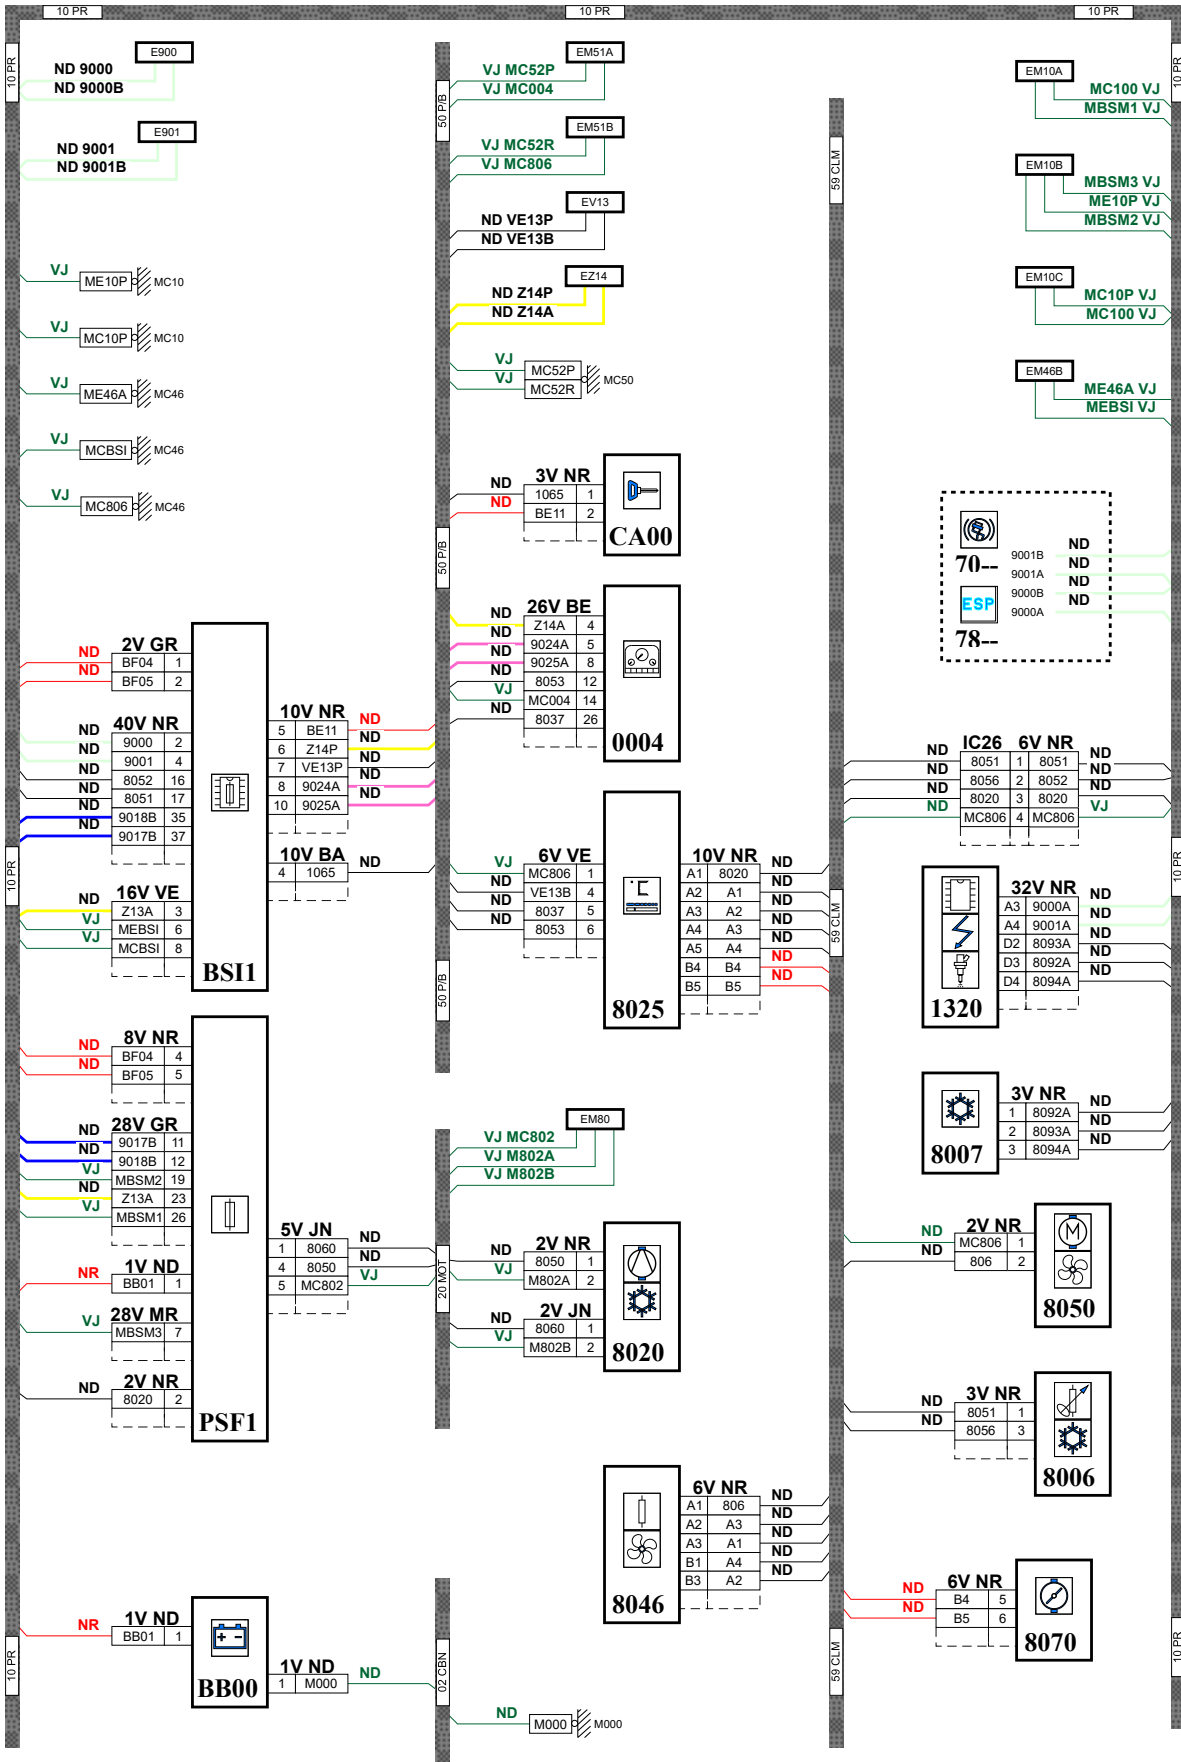 10 PR
10 PR
10 PR
10 PR
10 PR
E900
ND 9000
ND 9000B
E901
ND 9001
ND 9001B
VJ
ME10P
MC10
VJ
MC10P
MC10
VJ
ME46A
MC46
VJ
MCBSI
MC46
VJ
MC806
MC46
50 P/B
EM51A
VJ MC52P
VJ MC004
EM51B
VJ MC52R
VJ MC806
EV13
ND VE13P
ND VE13B
EZ14
ND Z14P
ND Z14A
VJ
VJ
MC52P
MC52R
MC50
59 CLM
EM10A
MC100 VJ
MBSM1 VJ
EM10B
MBSM3 VJ
ME10P VJ
MBSM2 VJ
EM10C
MC10P VJ
MC100 VJ
EM46B
ME46A VJ
MEBSI VJ
3V NR
ND 1065 1
ND BE11 2
CA00
50 P/B
26V BE
ND Z14A 4
ND 9024A 5
ND 9025A 8
ND 8053 12
VJ MC004 14
ND 8037 26
0004
70--
ESP
78--
9001B ND
9001A ND
9000B ND
9000A ND
2V GR
ND BF04 1
ND BF05 2
40V NR
ND 9000 2
ND 9001 4
ND 8052 16
ND 8051 17
ND 9018B 35
ND 9017B 37
16V VE
ND Z13A 3
VJ MEBSI 6
VJ MCBSI 8
BSI1
10V NR
5 BE11 ND
6 Z14P ND
7 VE13P ND
8 9024A ND
10 9025A ND
10V BA
4 1065 ND
10 PR
50 P/B
6V VE
VJ MC806 1
ND VE13B 4
ND 8037 5
ND 8053 6
8025
10V NR
A1 8020 ND
A2 A1 ND
A3 A2 ND
A4 A3 ND
A5 A4 ND
B4 B4 ND
B5 B5 ND
59 CLM
IC26 6V NR
ND 8051 1 8051 ND
ND 8056 2 8052 ND
ND 8020 3 8020 ND
ND MC806 4 MC806 VJ
10 PR
32V NR
A3 9000A ND
A4 9001A ND
D2 8093A ND
D3 8092A ND
D4 8094A ND
1320
3V NR
1 8092A ND
2 8093A ND
3 8094A ND
8007
8V NR
ND BF04 4
ND BF05 5
28V GR
ND 9017B 11
ND 9018B 12
VJ MBSM2 19
ND Z13A 23
VJ MBSM1 26
1V ND
NR BB01 1
28V MR
VJ MBSM3 7
2V NR
ND 8020 2
PSF1
5V JN
1 8060 ND
4 8050 ND
5 MC802 VJ
20 MOT
EM80
VJ MC802
VJ M802A
VJ M802B
2V NR
ND 8050 1
VJ M802A 2
2V JN
ND 8060 1
VJ M802B 2
8020
2V NR
ND MC806 1
ND 806 2
M
8050
3V NR
ND 8051 1
ND 8056 3
8006
6V NR
A1 806 ND
A2 A3 ND
A3 A1 ND
B1 A4 ND
B3 A2 ND
8046
6V NR
ND B4 5
ND B5 6
8070
59 CLM
10 PR
10 PR
1V ND
NR BB01 1
BB00
1V ND
1 M000 ND
02 CBN
ND M000
M000